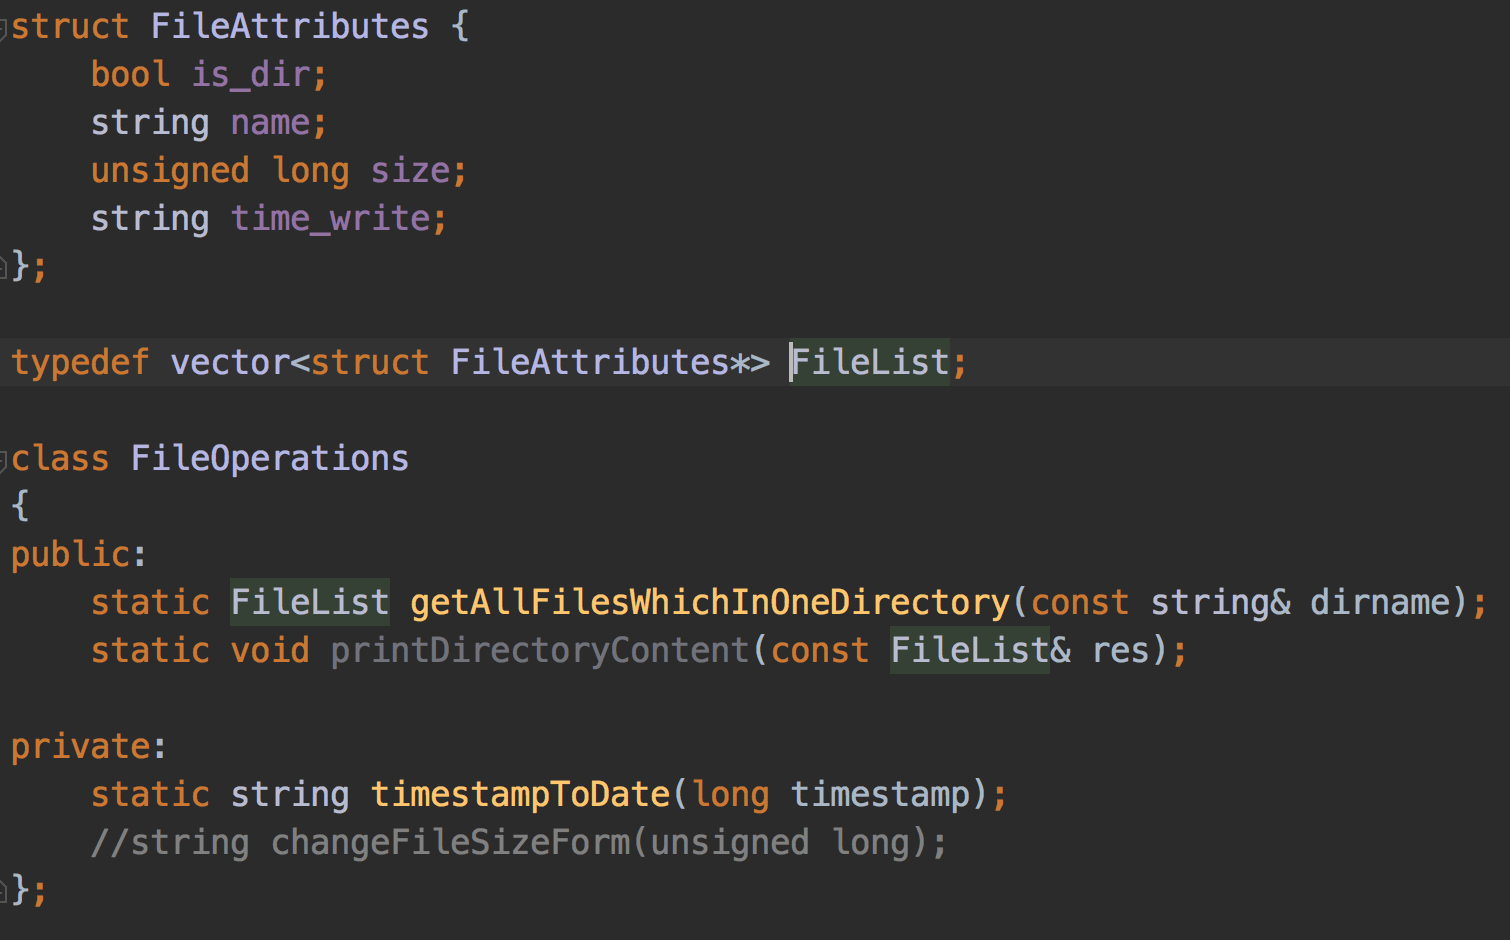 struct FileAttributes {
    bool is_dir;
    string name;
    unsigned long size;
    string time_write;
};

typedef vector<struct FileAttributes*> FileList;

class FileOperations
{
public:
    static FileList getAllFilesWhichInOneDirectory(const string& dirname);
    static void printDirectoryContent(const FileList& res);

private:
    static string timestampToDate(long timestamp);
    //string changeFileSizeForm(unsigned long);
};